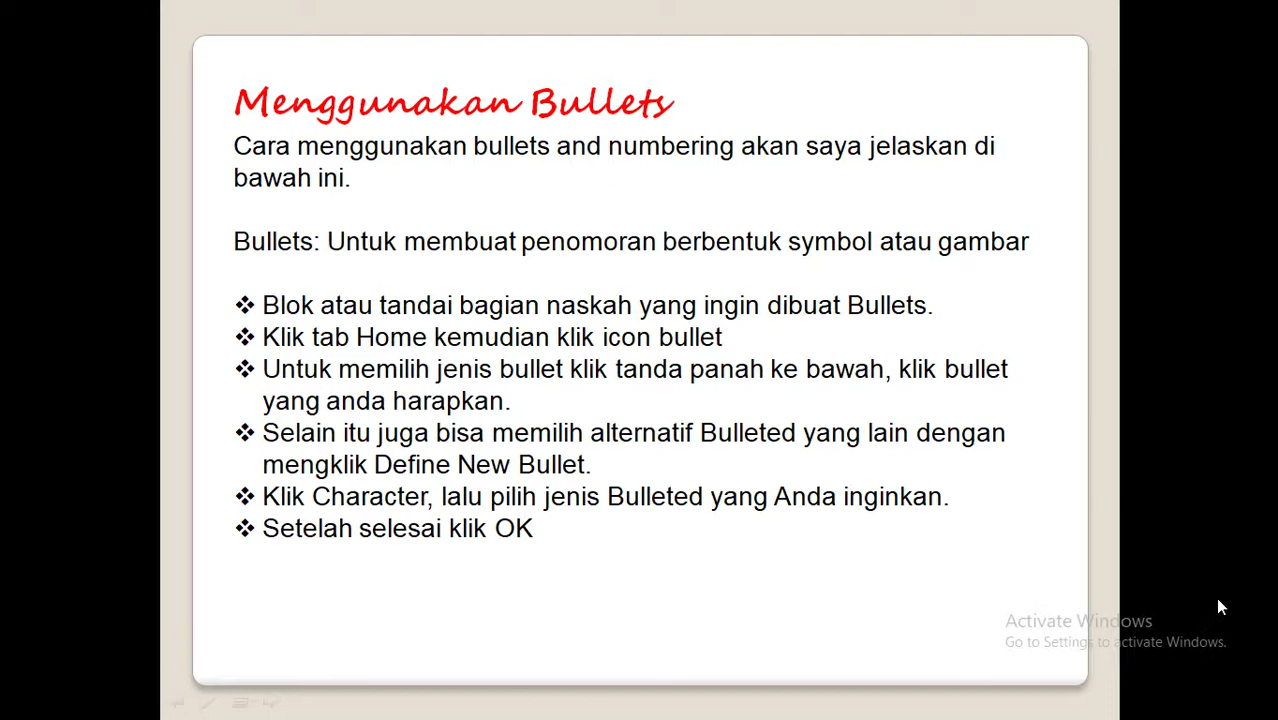 Menggunakan Bullets
Cara menggunakan bullets and numbering akan saya jelaskan di
bawah ini.
Bullets: Untuk membuat penomoran berbentuk symbol atau gambar
❖ Blok atau tandai bagian naskah yang ingin dibuat Bullets.
❖ Klik tab Home kemudian klik icon bullet
❖ Untuk memilih jenis bullet klik tanda panah ke bawah, klik bullet
yang anda harapkan.
❖ Selain itu juga bisa memilih alternatif Bulleted yang lain dengan
mengklik Define New Bullet.
❖ Klik Character, lalu pilih jenis Bulleted yang Anda inginkan.
❖ Setelah selesai klik OK
Activate Windows
Go to Settings to activate Windows.